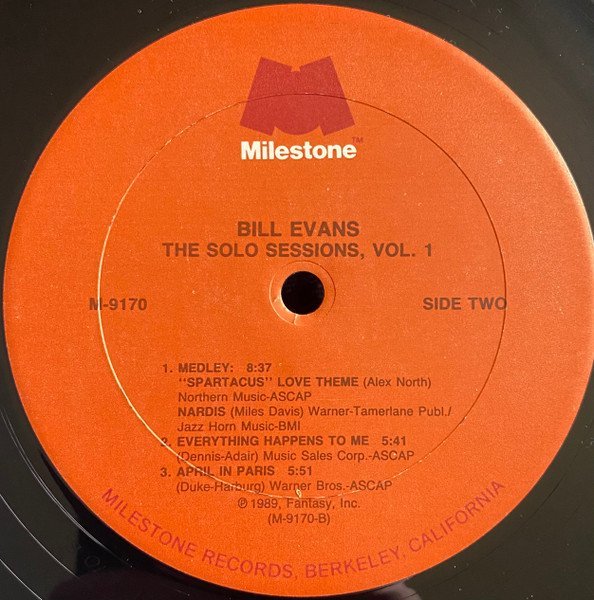 Milestone™
BILL EVANS
THE SOLO SESSIONS, VOL. 1
M-9170 SIDE TWO
1. MEDLEY: 8:37
"SPARTACUS" LOVE THEME (Alex North)
Northern Music-ASCAP
NARDIS (Miles Davis) Warner-Tamerlane Publ./
Jazz Horn Music-BMI
2. EVERYTHING HAPPENS TO ME 5:41
(Dennis-Adair) Music Sales Corp.-ASCAP
3. APRIL IN PARIS 5:51
(Duke-Harburg) Warner Bros.-ASCAP
℗ 1989, Fantasy, Inc.
(M-9170-B)
MILESTONE RECORDS, BERKELEY, CALIFORNIA